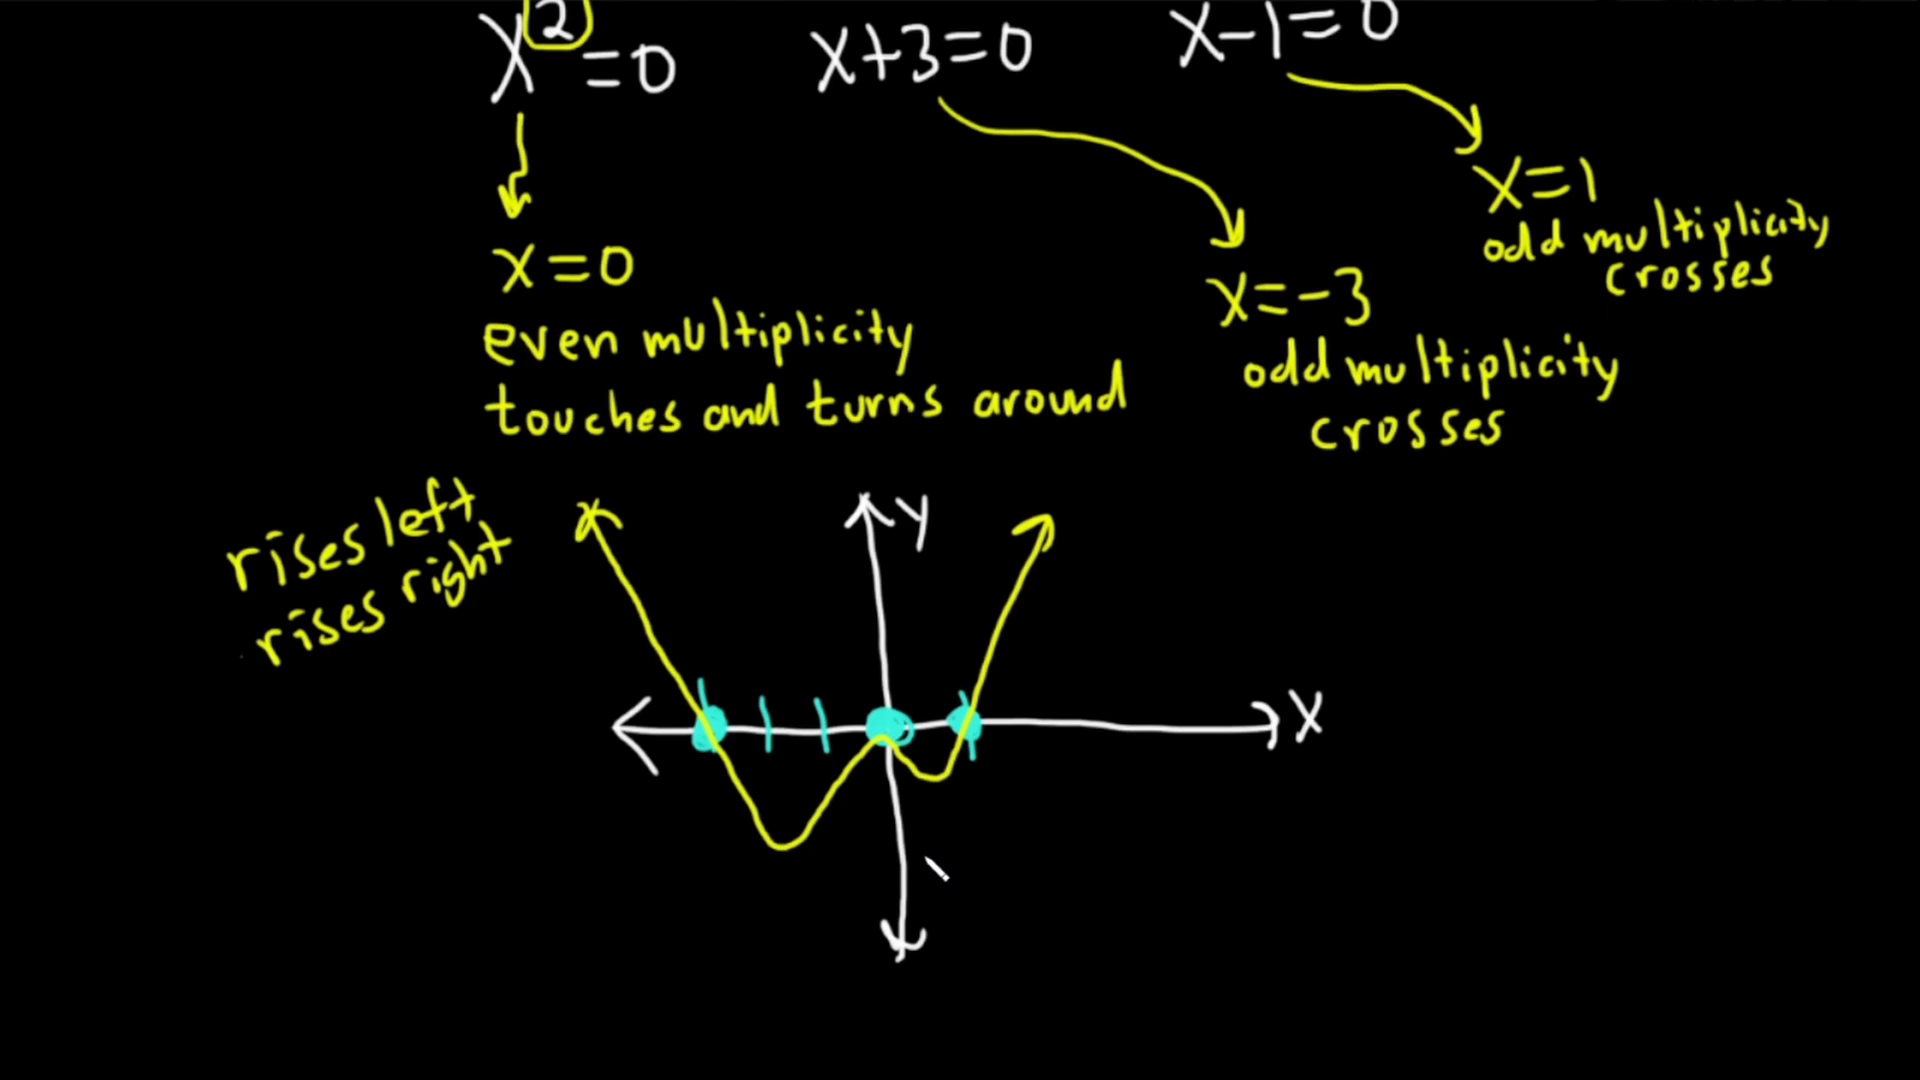 x²=0
x+3=0
x-1=0
x=0
even multiplicity
touches and turns around
x=-3
odd multiplicity
crosses
x=1
odd multiplicity
crosses
rises left
rises right
y
x